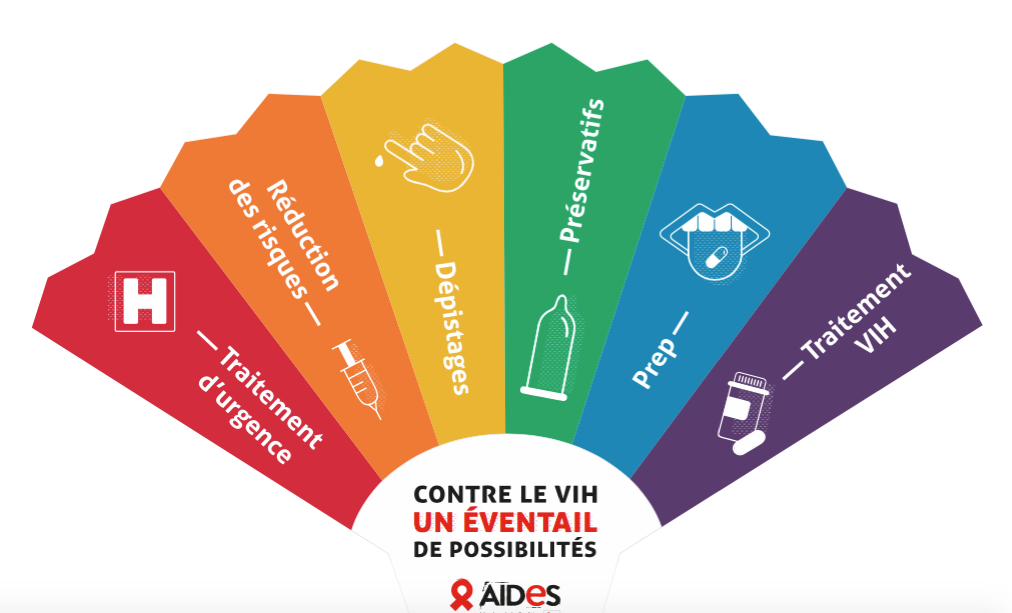 H
— Traitement
d'urgence
Réduction
des risques —
— Dépistages
— Préservatifs
Prep —
— Traitement
VIH
CONTRE LE VIH
UN ÉVENTAIL
DE POSSIBILITÉS
AIDeS